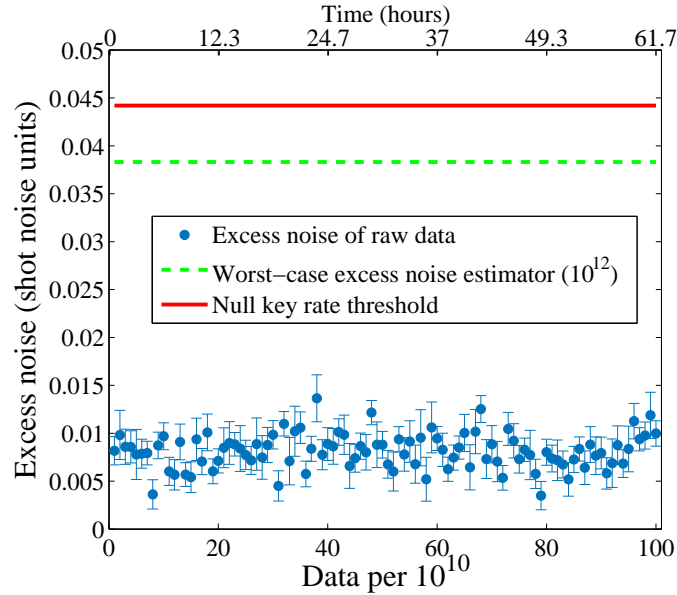 Time (hours)
0 12.3 24.7 37 49.3 61.7
Excess noise (shot noise units)
0.05
0.045
0.04
0.035
0.03
0.025
0.02
0.015
0.01
0.005
0
Excess noise of raw data
Worst−case excess noise estimator (10^12)
Null key rate threshold
0 20 40 60 80 100
Data per 10^10